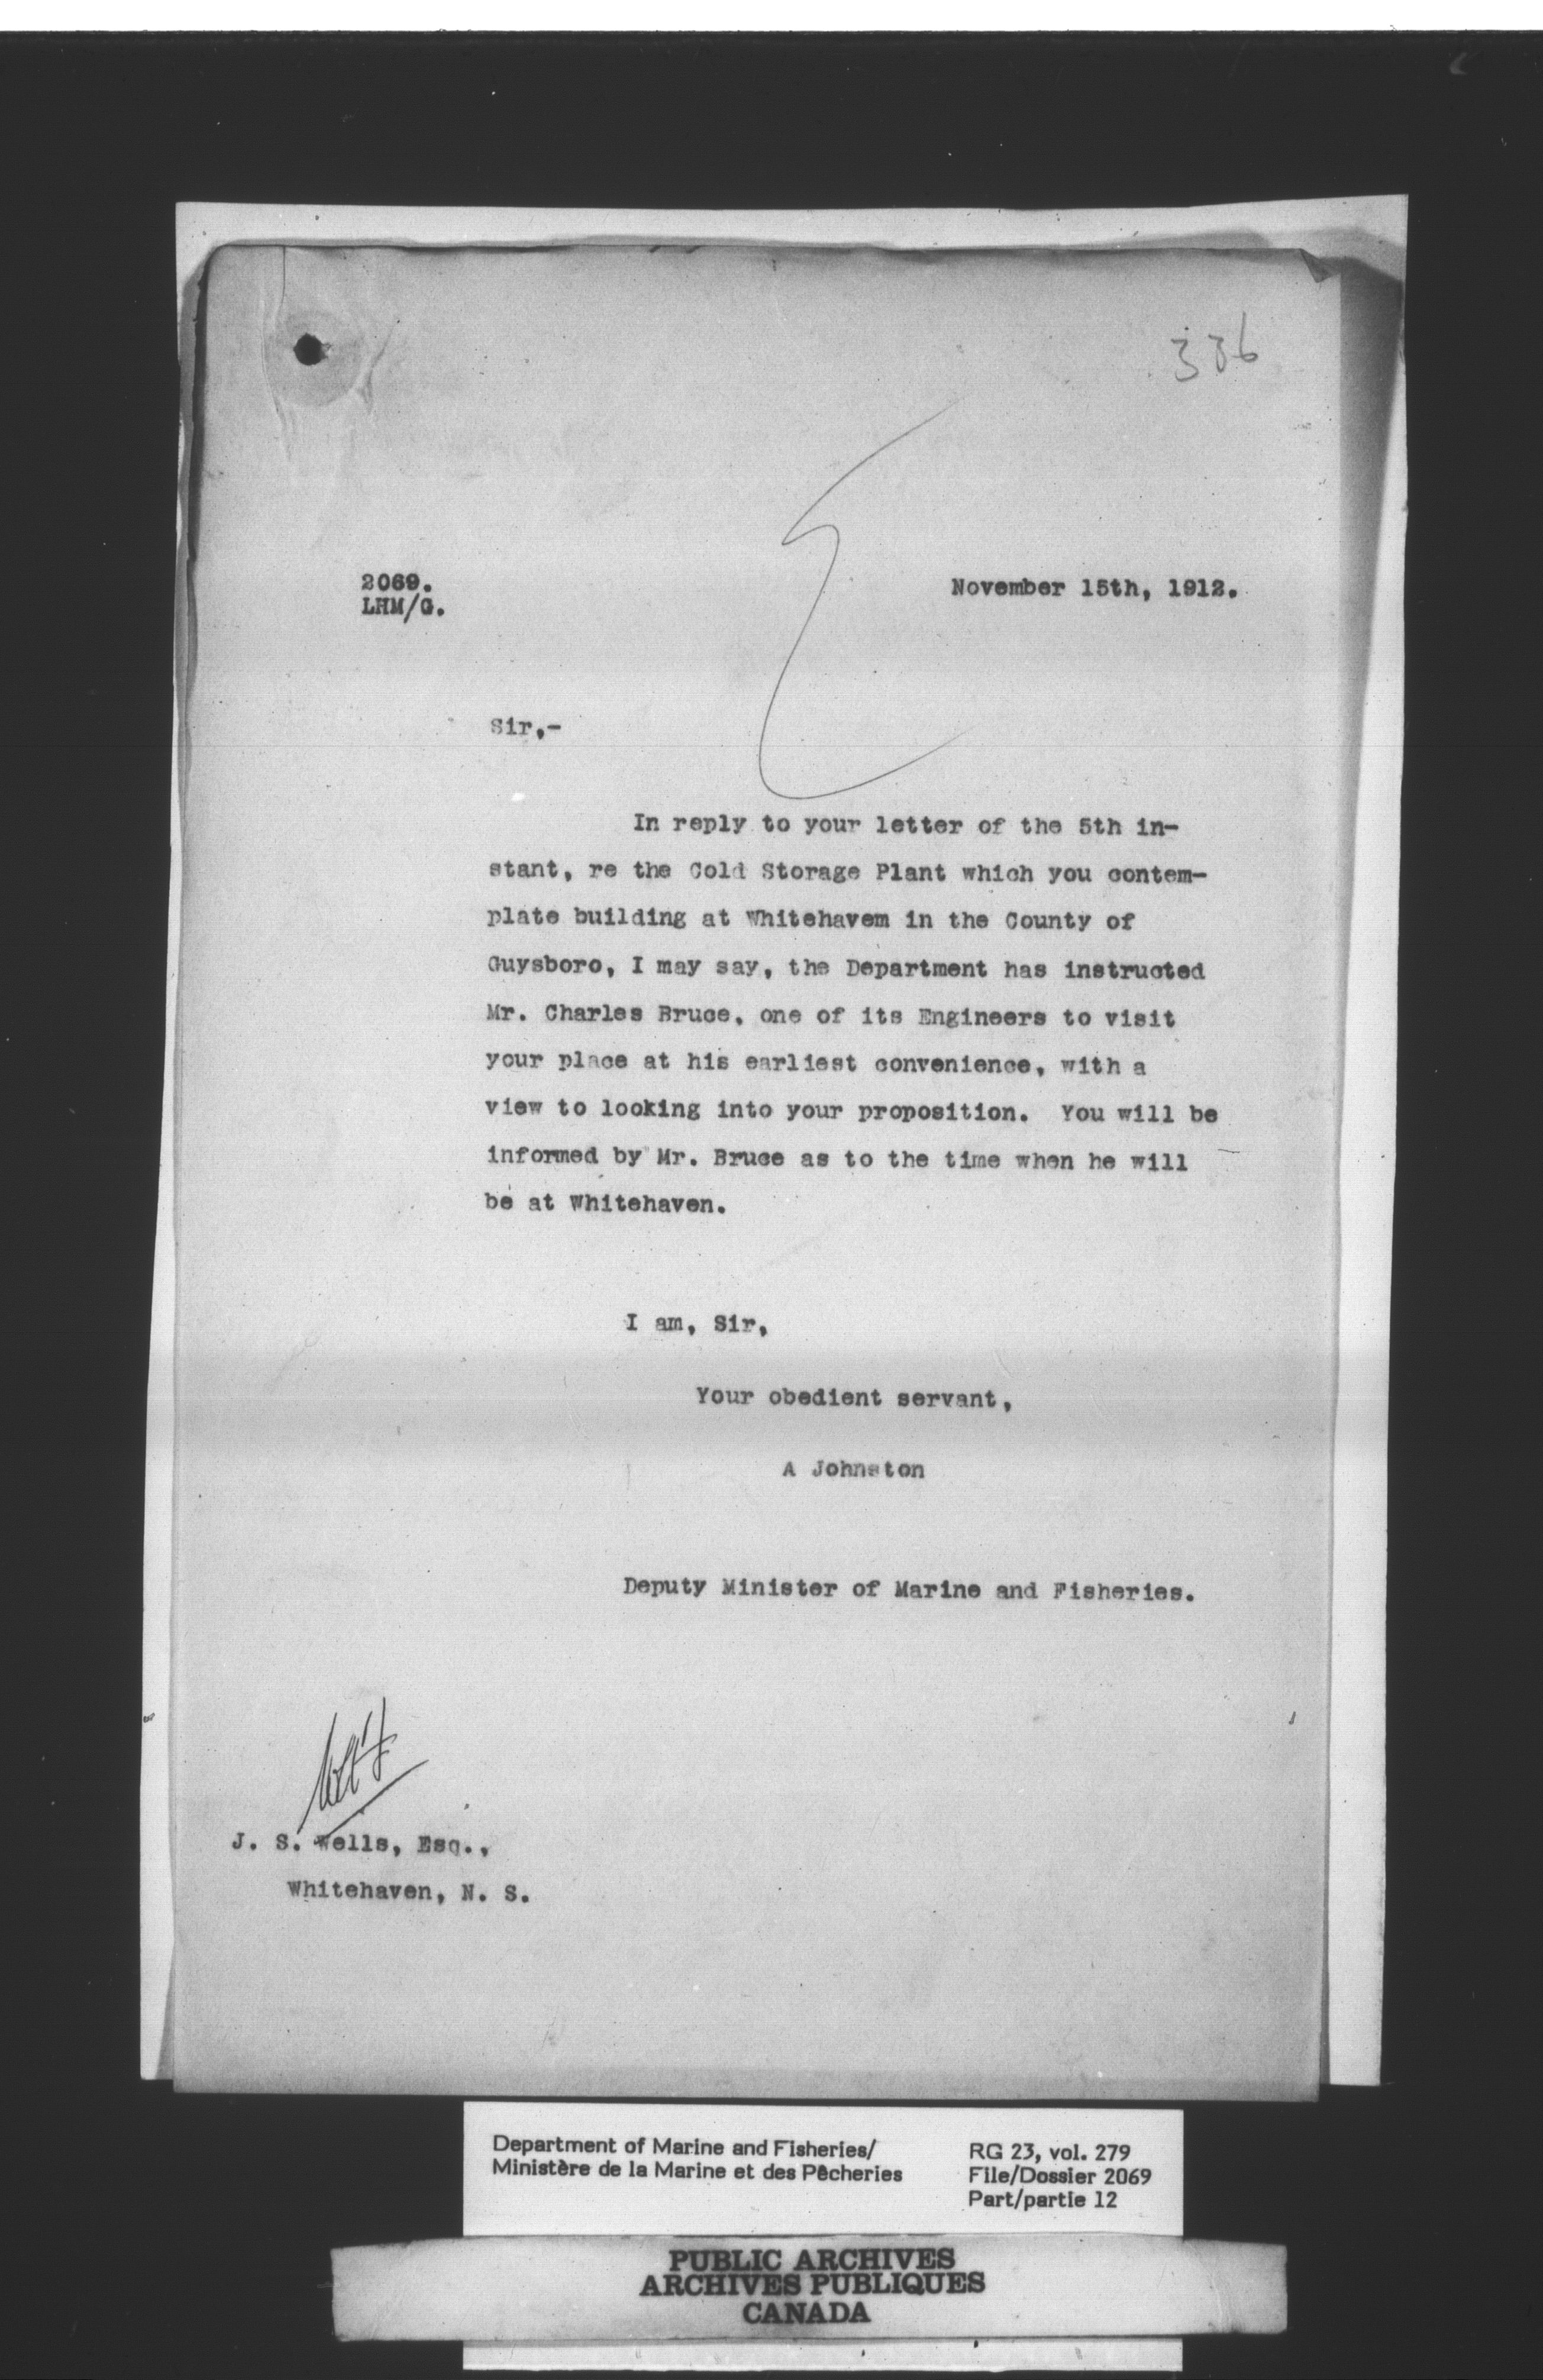 336
2069.
LHM/G.
November 15th, 1912.
Sir,-
In reply to your letter of the 5th in-
stant, re the Cold Storage Plant which you contem-
plate building at Whitehavem in the County of
Guysboro, I may say, the Department has instructed
Mr. Charles Bruce, one of its Engineers to visit
your place at his earliest convenience, with a
view to looking into your proposition. You will be
informed by Mr. Bruce as to the time when he will
be at Whitehaven.
I am, Sir,
Your obedient servant,
A Johnston
Deputy Minister of Marine and Fisheries.
J. S. Wells, Esq.,
Whitehaven, N. S.
Department of Marine and Fisheries/
Ministère de la Marine et des Pêcheries
RG 23, vol. 279
File/Dossier 2069
Part/partie 12
PUBLIC ARCHIVES
ARCHIVES PUBLIQUES
CANADA